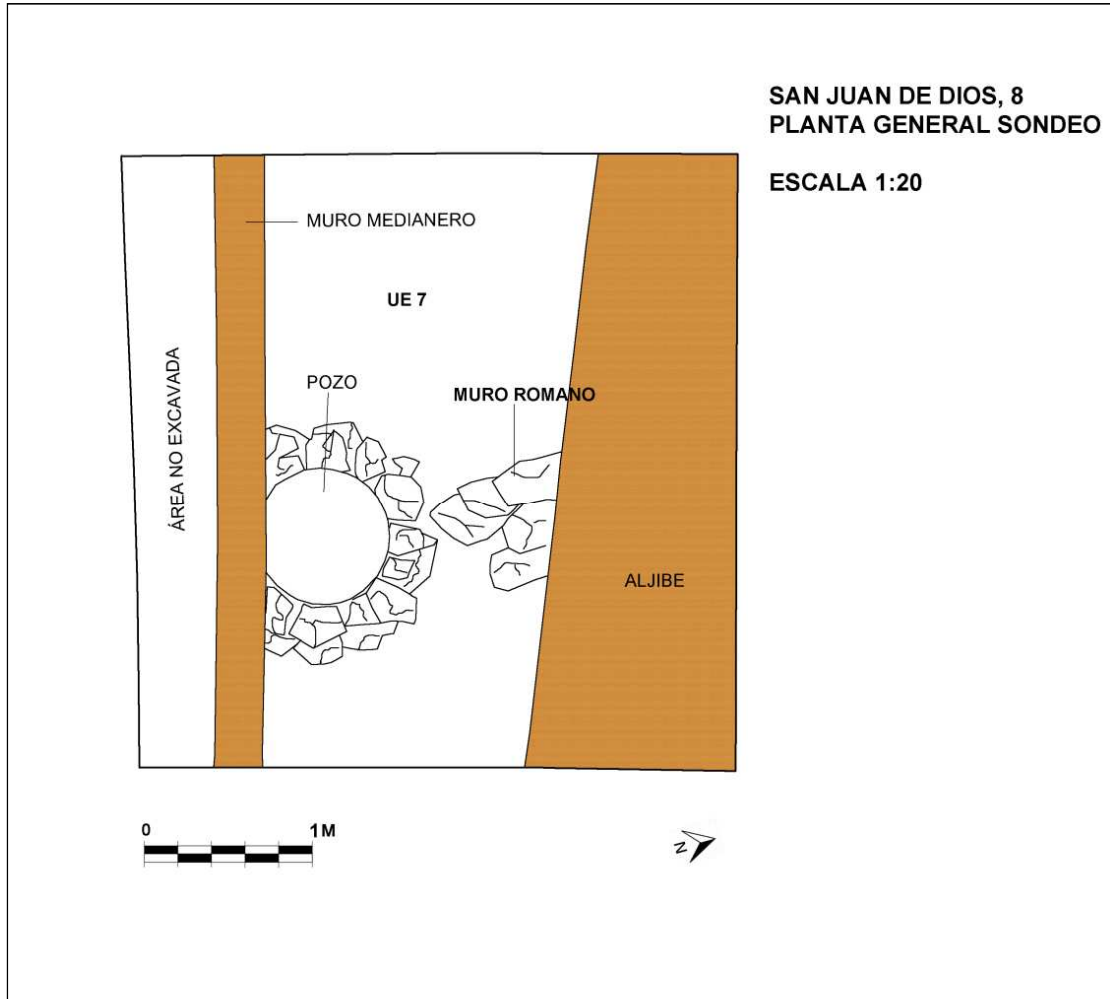 SAN JUAN DE DIOS, 8
PLANTA GENERAL SONDEO
ESCALA 1:20
MURO MEDIANERO
UE 7
ÁREA NO EXCAVADA
POZO
MURO ROMANO
ALJIBE
0 1M
N